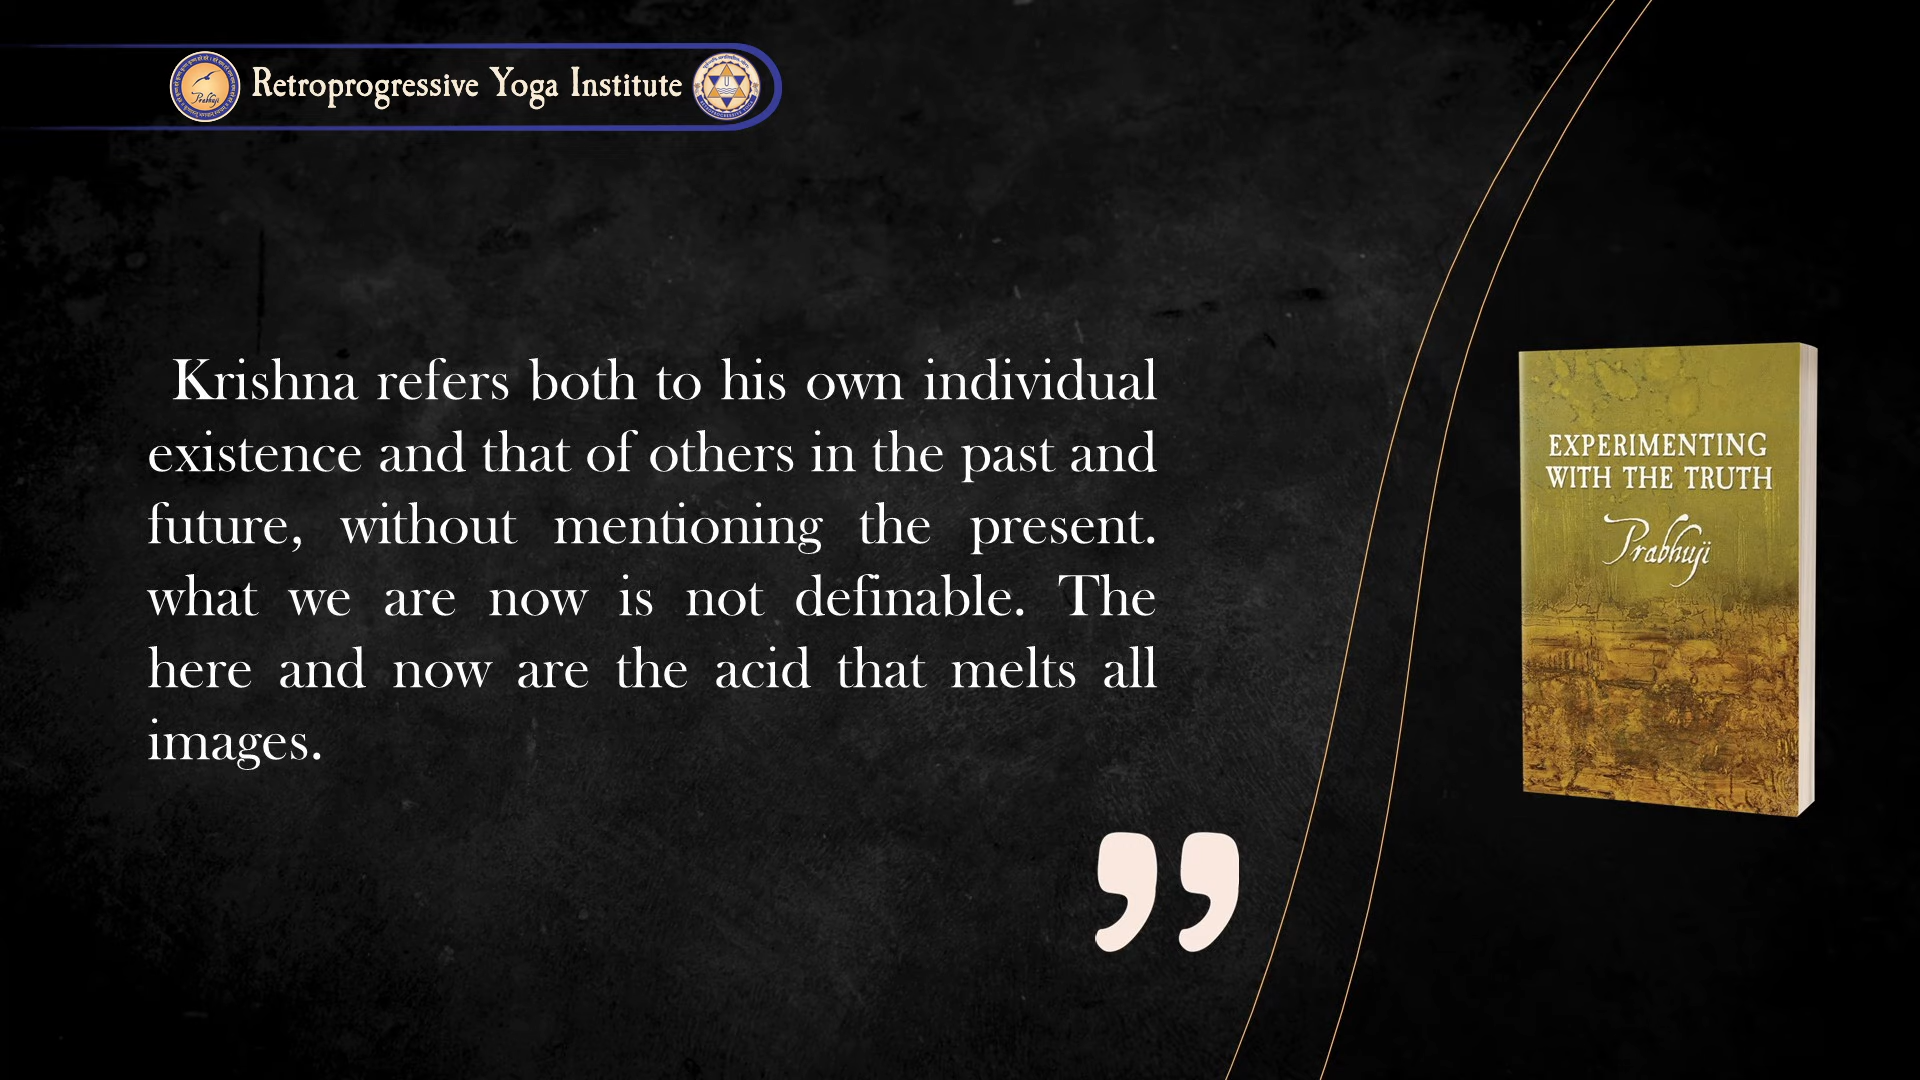 Retroprogressive Yoga Institute
Krishna refers both to his own individual
existence and that of others in the past and
future, without mentioning the present.
what we are now is not definable. The
here and now are the acid that melts all
images.
”
EXPERIMENTING
WITH THE TRUTH
Prabhuji
Prabhuji